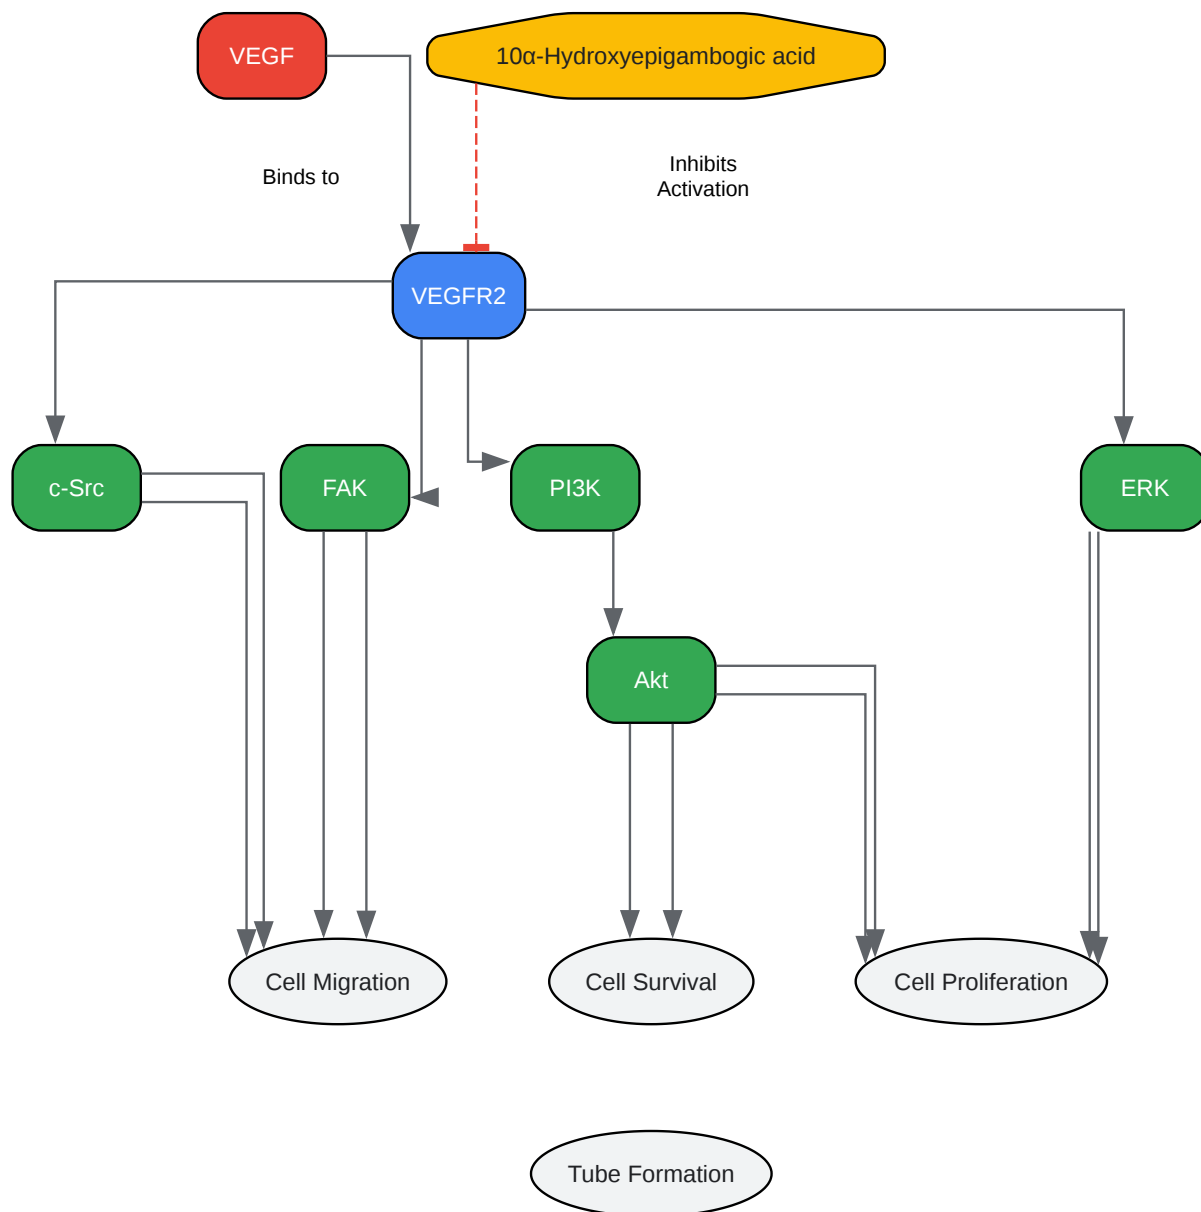 VEGF
10α-Hydroxyepigambogic acid
Binds to
Inhibits
Activation
VEGFR2
c-Src
FAK
PI3K
ERK
Akt
Cell Migration
Cell Survival
Cell Proliferation
Tube Formation